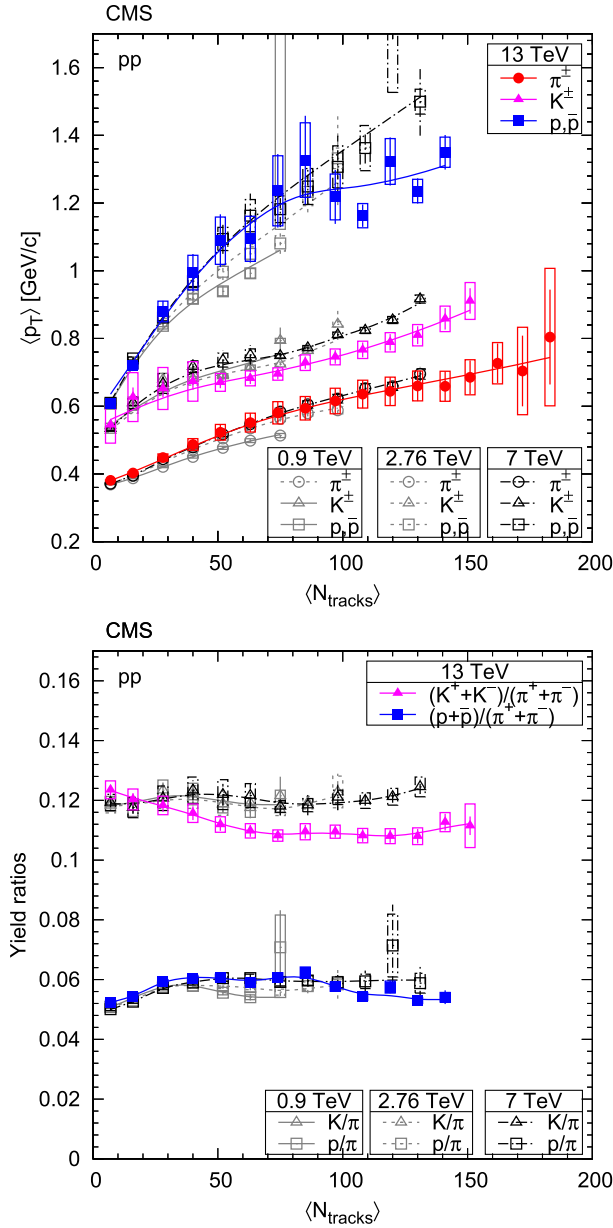 CMS
pp
13 TeV
π±
K±
p,p̄
⟨pT⟩ [GeV/c]
1.6
1.4
1.2
1
0.8
0.6
0.4
0.2
0.9 TeV
π±
K±
p,p̄
2.76 TeV
π±
K±
p,p̄
7 TeV
π±
K±
p,p̄
0 50 100 150 200
⟨Ntracks⟩
CMS
pp
13 TeV
(K⁺+K⁻)/(π⁺+π⁻)
(p+p̄)/(π⁺+π⁻)
Yield ratios
0.16
0.14
0.12
0.1
0.08
0.06
0.04
0.02
0
0.9 TeV
K/π
p/π
2.76 TeV
K/π
p/π
7 TeV
K/π
p/π
0 50 100 150 200
⟨Ntracks⟩